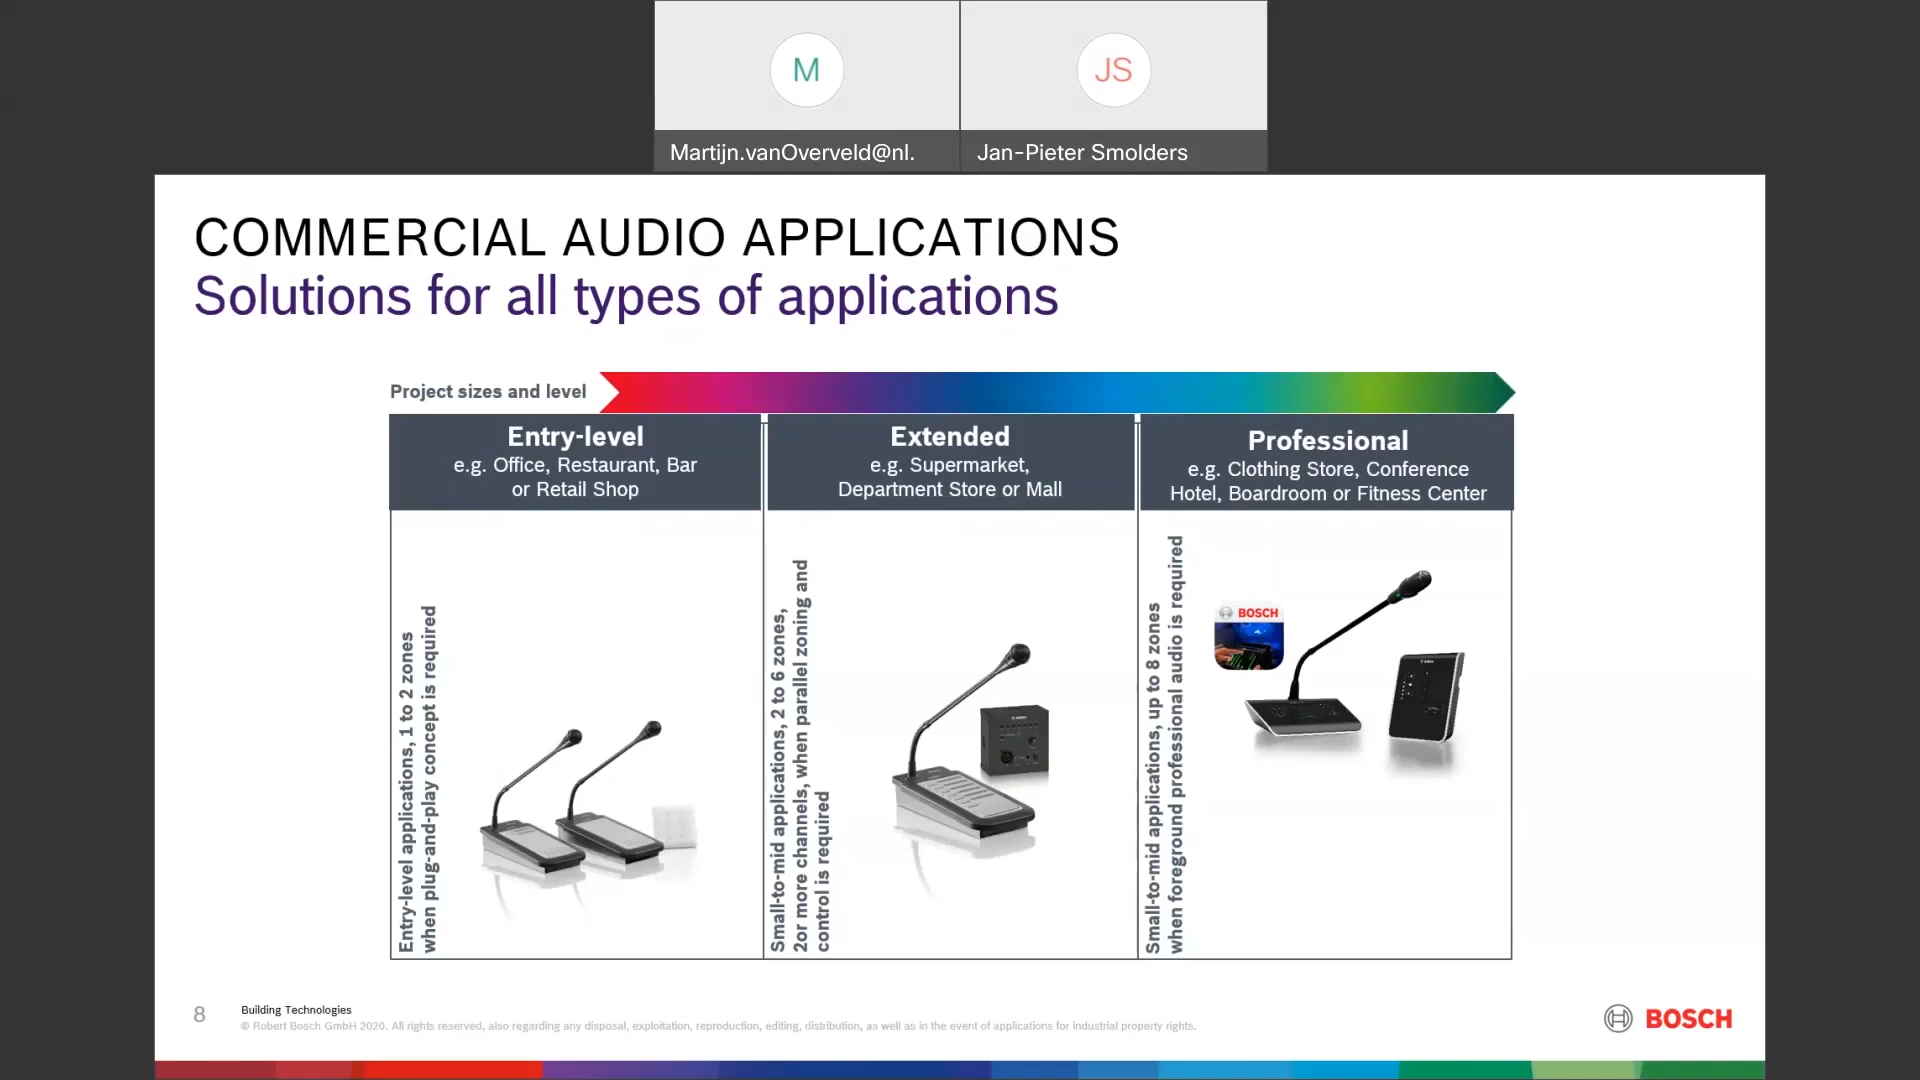 M
JS
Martijn.vanOverveld@nl.
Jan-Pieter Smolders
COMMERCIAL AUDIO APPLICATIONS
Solutions for all types of applications
Project sizes and level
Entry-level
e.g. Office, Restaurant, Bar
or Retail Shop
Extended
e.g. Supermarket,
Department Store or Mall
Professional
e.g. Clothing Store, Conference
Hotel, Boardroom or Fitness Center
Entry-level applications, 1 to 2 zones
when plug-and-play concept is required
Small-to-mid applications, 2 to 6 zones,
2or more channels, when parallel zoning and
control is required
Small-to-mid applications, up to 8 zones
when foreground professional audio is required
BOSCH
8
Building Technologies
© Robert Bosch GmbH 2020. All rights reserved, also regarding any disposal, exploitation, reproduction, editing, distribution, as well as in the event of applications for industrial property rights.
BOSCH